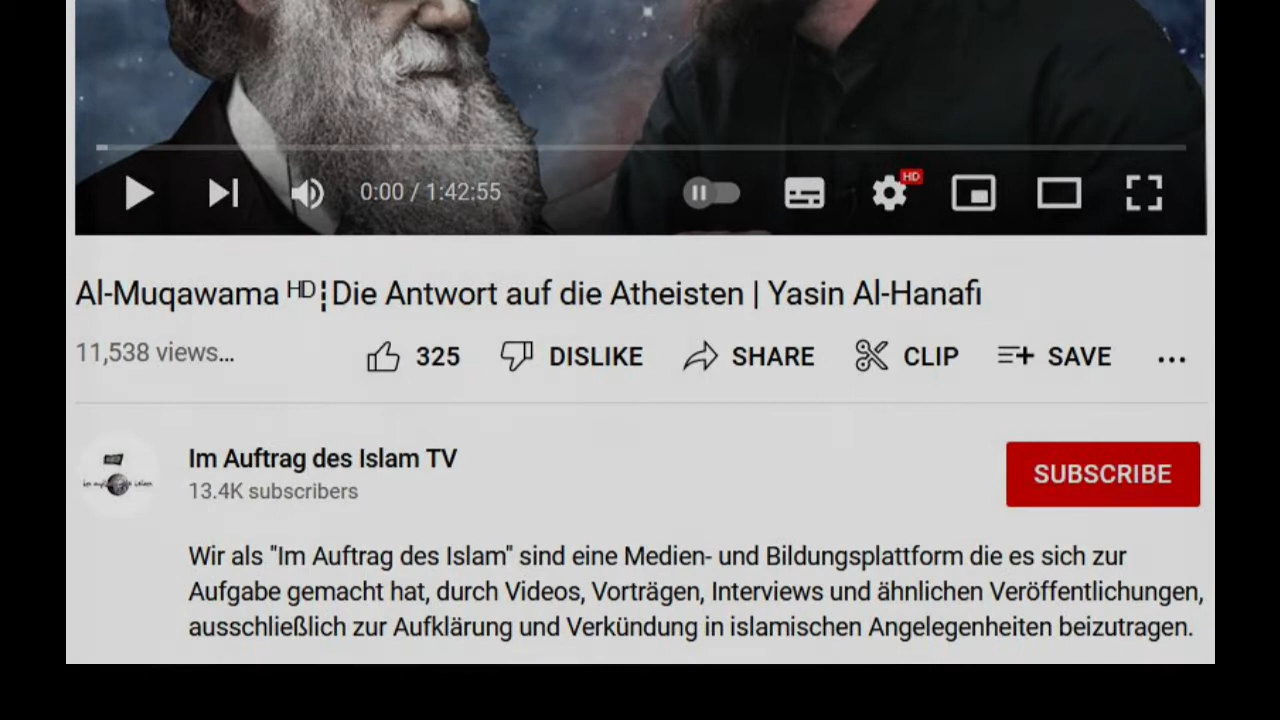 HD
0:00 / 1:42:55
Al-Muqawama ᴴᴰ┇Die Antwort auf die Atheisten | Yasin Al-Hanafi
11,538 views…
325
DISLIKE
SHARE
CLIP
SAVE
Im Auftrag des Islam TV
13.4K subscribers
SUBSCRIBE
Wir als "Im Auftrag des Islam" sind eine Medien- und Bildungsplattform die es sich zur
Aufgabe gemacht hat, durch Videos, Vorträgen, Interviews und ähnlichen Veröffentlichungen,
ausschließlich zur Aufklärung und Verkündung in islamischen Angelegenheiten beizutragen.